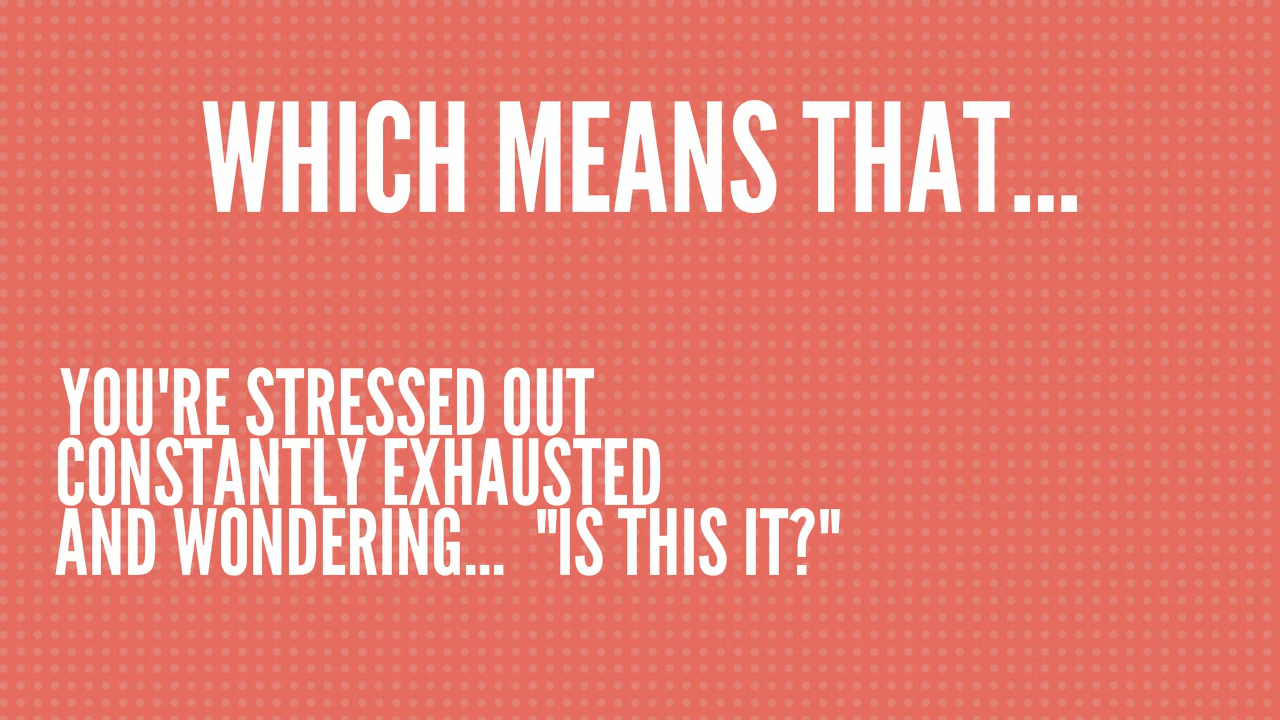 WHICH MEANS THAT...
YOU'RE STRESSED OUT
CONSTANTLY EXHAUSTED
AND WONDERING... "IS THIS IT?"